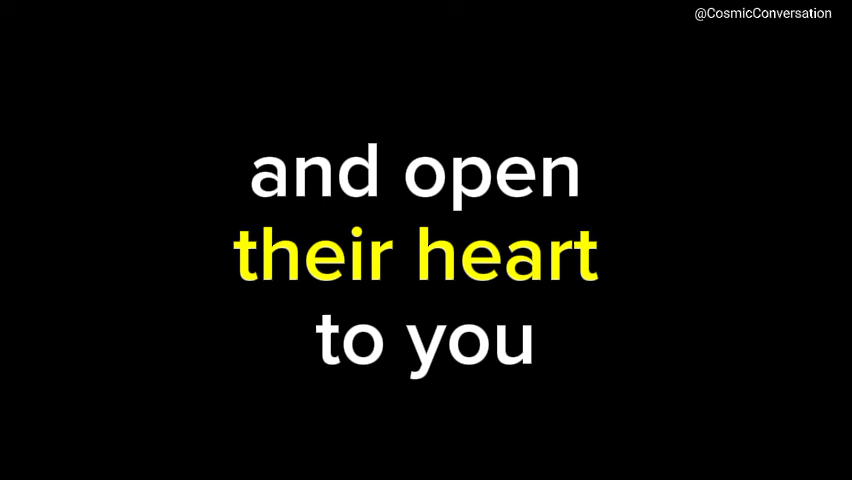 @CosmicConversation
and open
their heart
to you